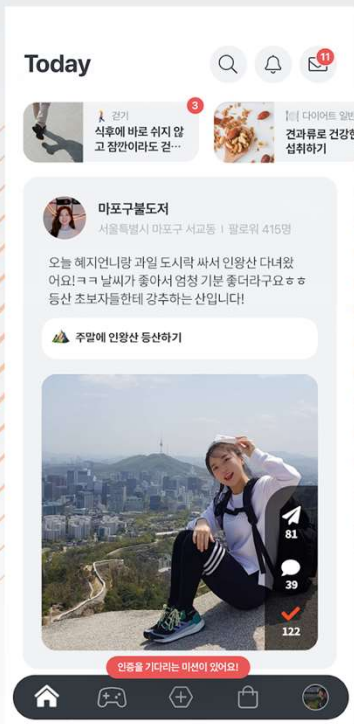 Today
11
3
걷기
식후에 바로 쉬지 않
고 잠깐이라도 걷…
다이어트 일반
견과류로 건강한
섭취하기
마포구불도저
서울특별시 마포구 서교동 | 팔로워 415명
오늘 혜지언니랑 과일 도시락 싸서 인왕산 다녀왔
어요!ㅋㅋ 날씨가 좋아서 엄청 기분 좋더라구요ㅎㅎ
등산 초보자들한테 강추하는 산입니다!
주말에 인왕산 등산하기
81
39
122
인증을 기다리는 미션이 있어요!